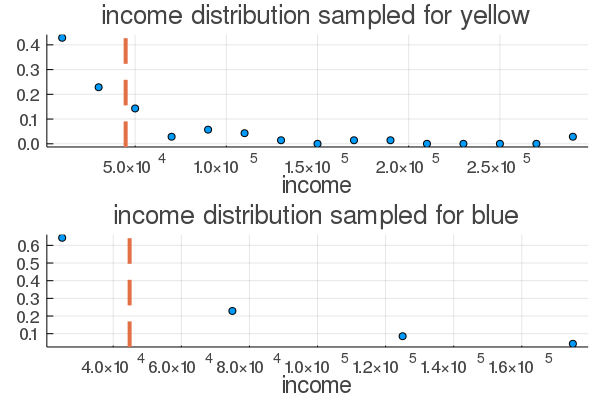 income distribution sampled for yellow
0.4
0.3
0.2
0.1
0.0
5.0×10⁴ 1.0×10⁵ 1.5×10⁵ 2.0×10⁵ 2.5×10⁵
income
income distribution sampled for blue
0.6
0.5
0.4
0.3
0.2
0.1
4.0×10⁴ 6.0×10⁴ 8.0×10⁴ 1.0×10⁵ 1.2×10⁵ 1.4×10⁵ 1.6×10⁵
income